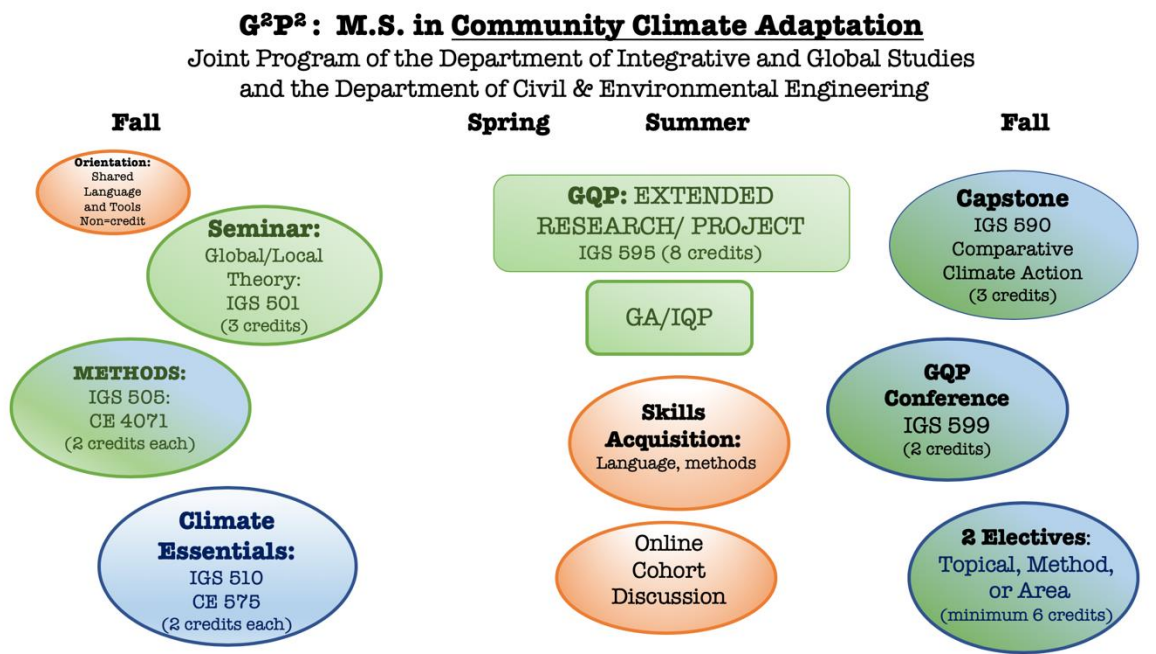 G²P²: M.S. in Community Climate Adaptation
Joint Program of the Department of Integrative and Global Studies
and the Department of Civil & Environmental Engineering
Fall
Spring
Summer
Fall
Orientation:
Shared
Language
and Tools
Non=credit
Seminar:
Global/Local
Theory:
IGS 501
(3 credits)
METHODS:
IGS 505:
CE 4071
(2 credits each)
Climate
Essentials:
IGS 510
CE 575
(2 credits each)
GQP: EXTENDED
RESEARCH/ PROJECT
IGS 595 (8 credits)
GA/IQP
Skills
Acquisition:
Language, methods
Online
Cohort
Discussion
Capstone
IGS 590
Comparative
Climate Action
(3 credits)
GQP
Conference
IGS 599
(2 credits)
2 Electives:
Topical, Method,
or Area
(minimum 6 credits)